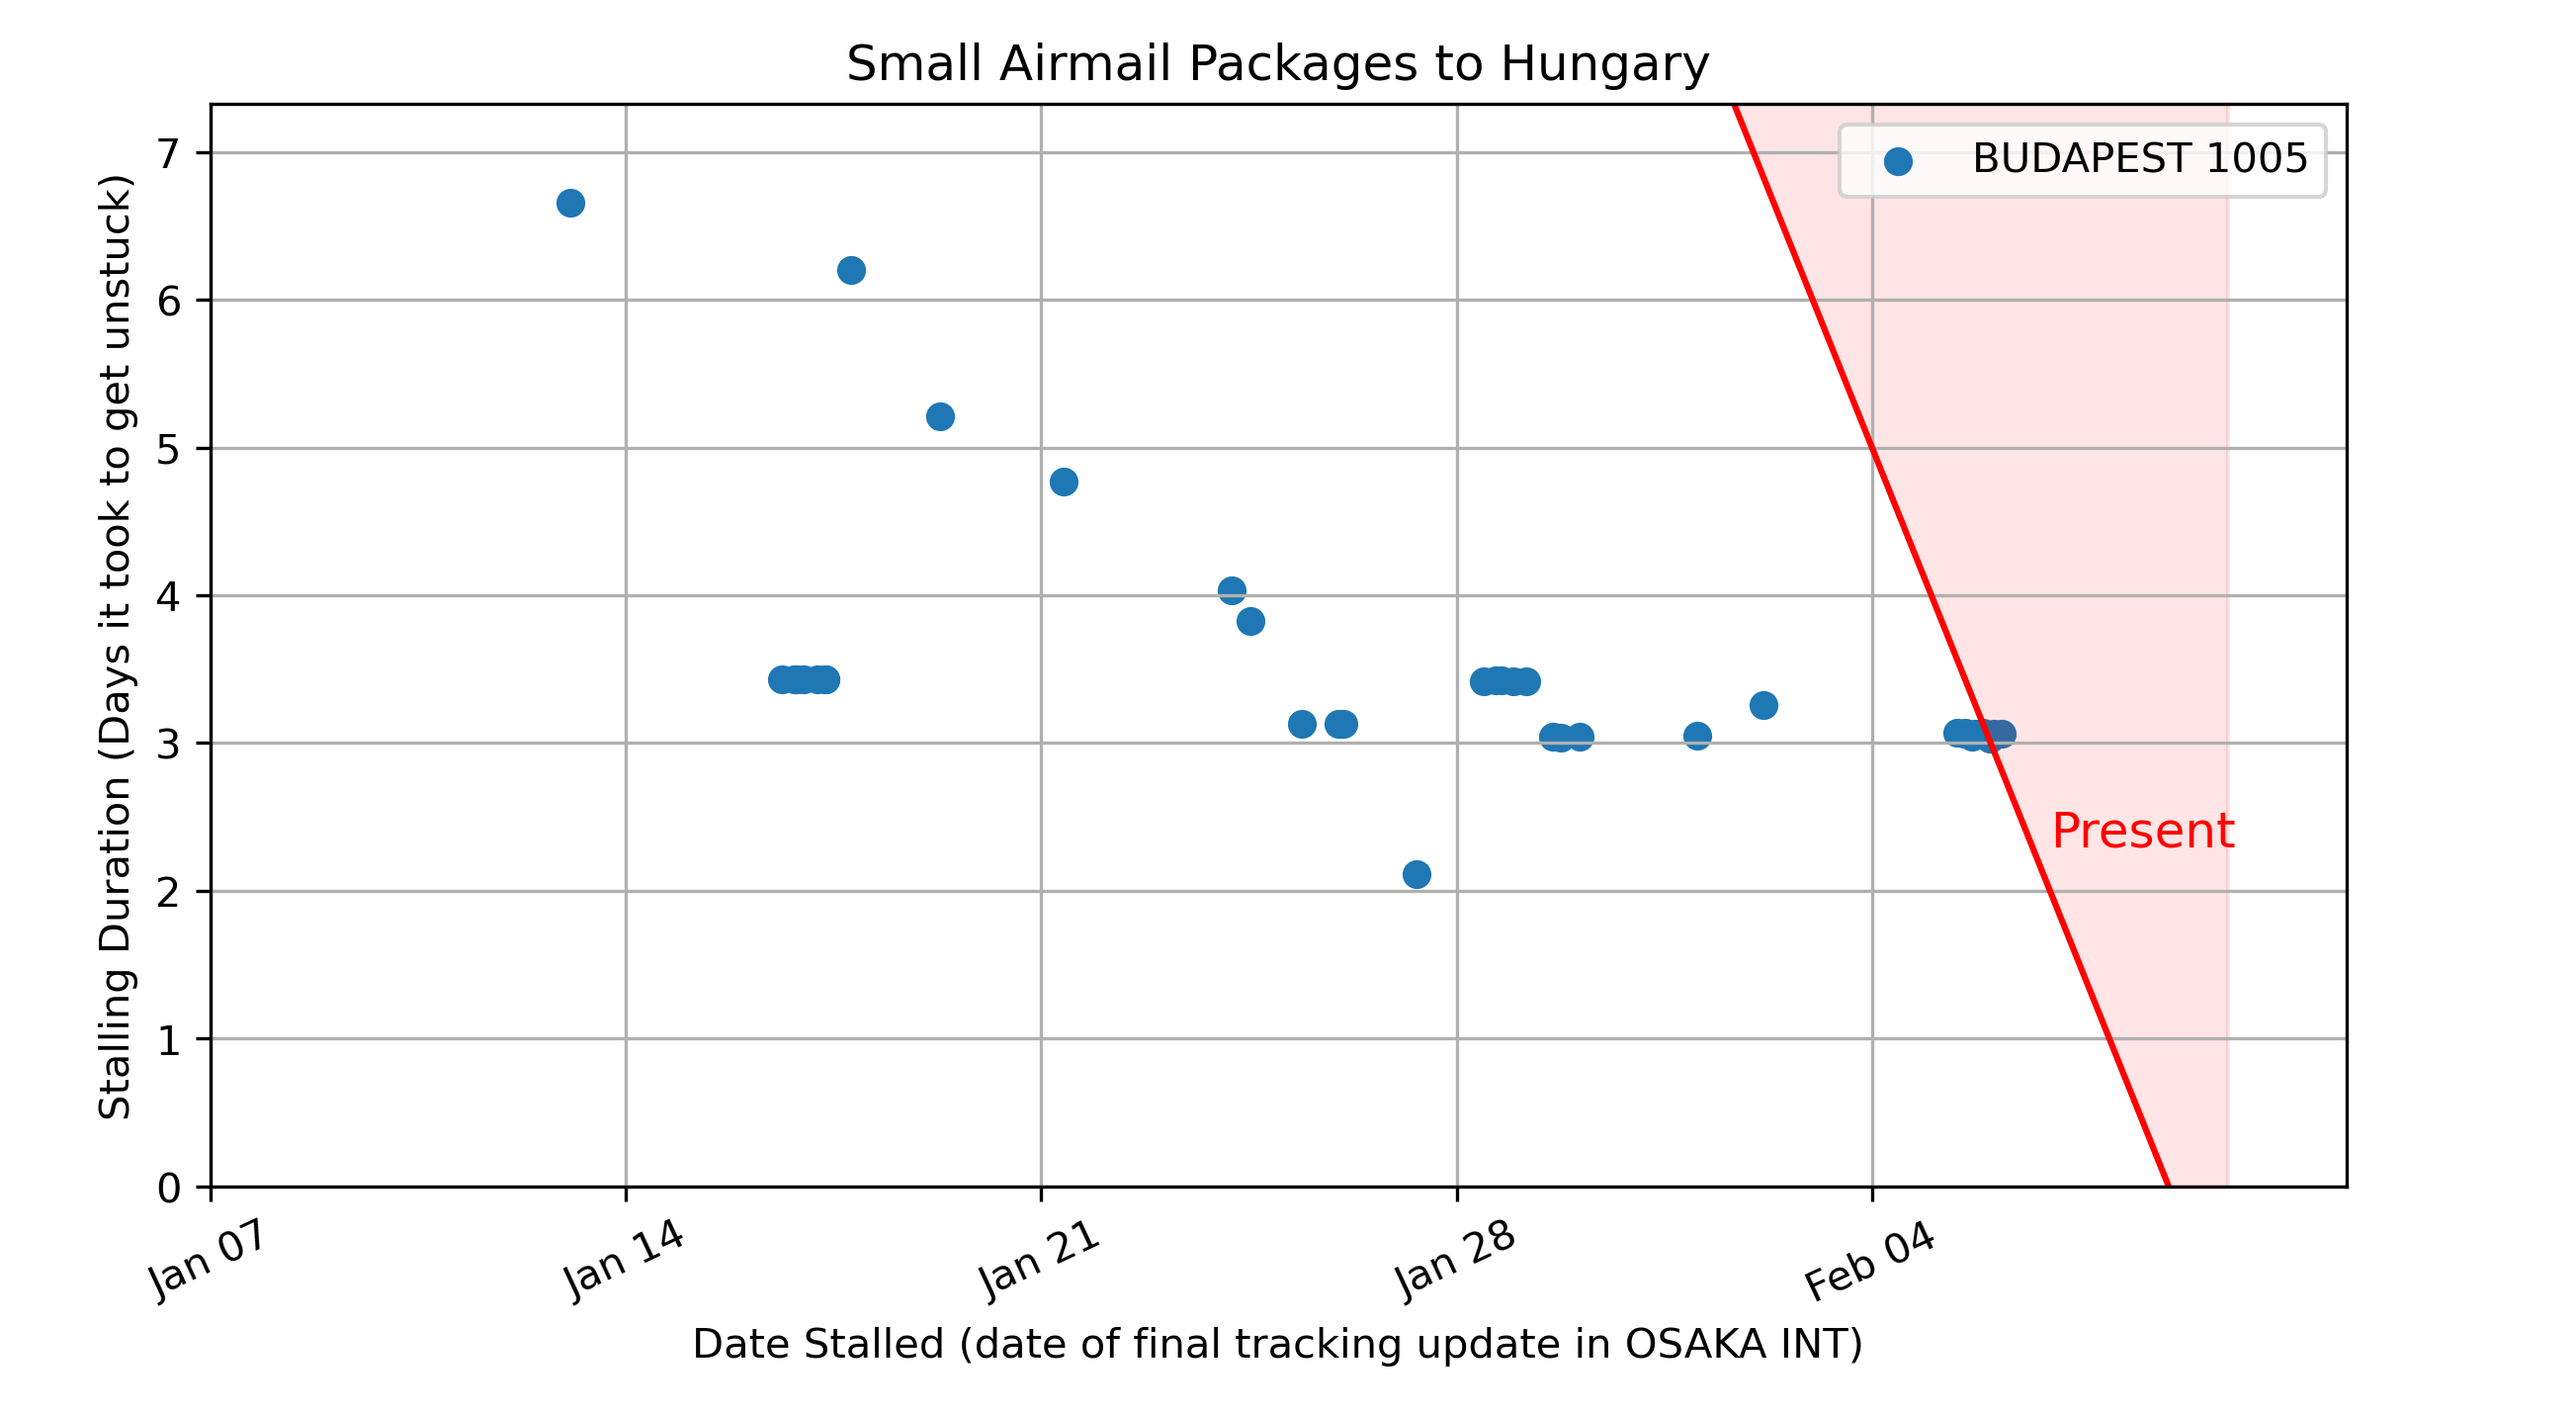 Small Airmail Packages to Hungary
BUDAPEST 1005
Stalling Duration (Days it took to get unstuck)
7
6
5
4
3
2
1
0
Present
Jan 07
Jan 14
Jan 21
Jan 28
Feb 04
Date Stalled (date of final tracking update in OSAKA INT)